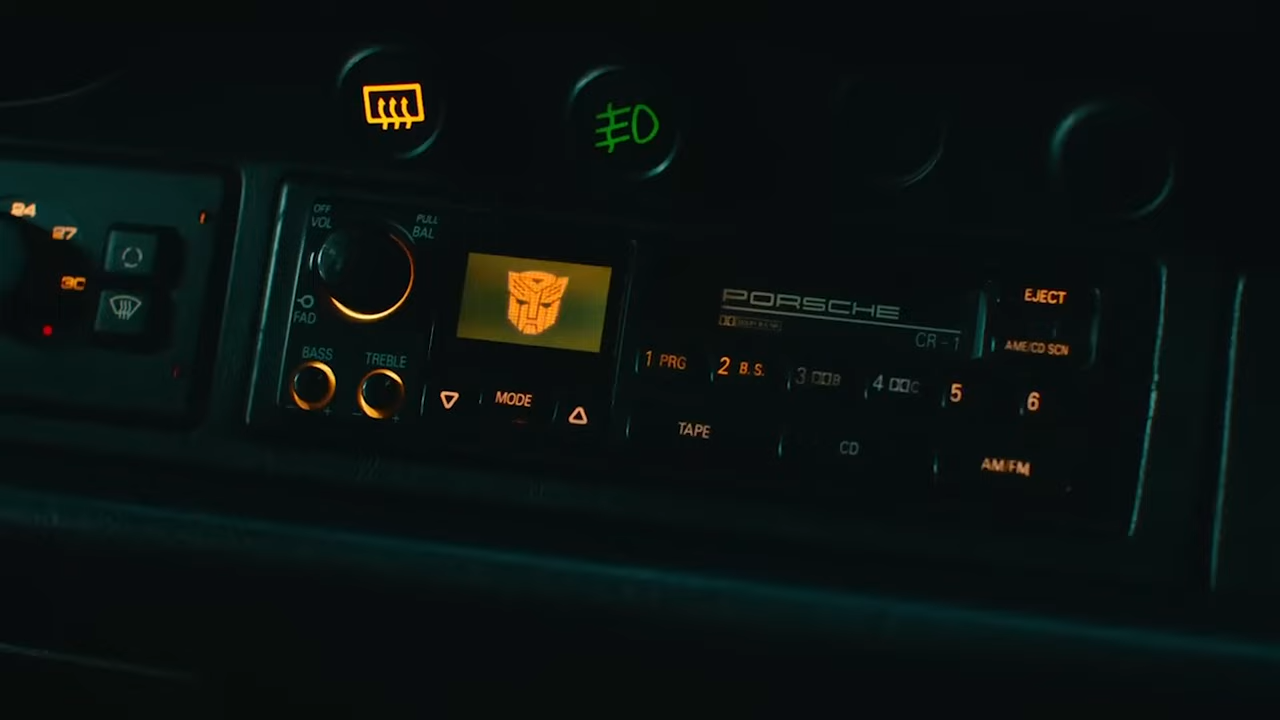 24
27
30
OFF
VOL
PULL
BAL
FAD
BASS
TREBLE
MODE
PORSCHE
CR-1
EJECT
AME/CD SCN
1 PRG
2 B.S.
3 B
4 C
5
6
TAPE
CD
AM/FM